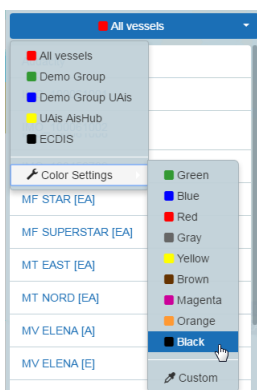 All vessels
All vessels
Demo Group
Demo Group UAis
UAis AisHub
ECDIS
Color Settings
MF STAR [EA]
MF SUPERSTAR [EA]
MT EAST [EA]
MT NORD [EA]
MV ELENA [A]
MV ELENA [E]
Green
Blue
Red
Gray
Yellow
Brown
Magenta
Orange
Black
Custom